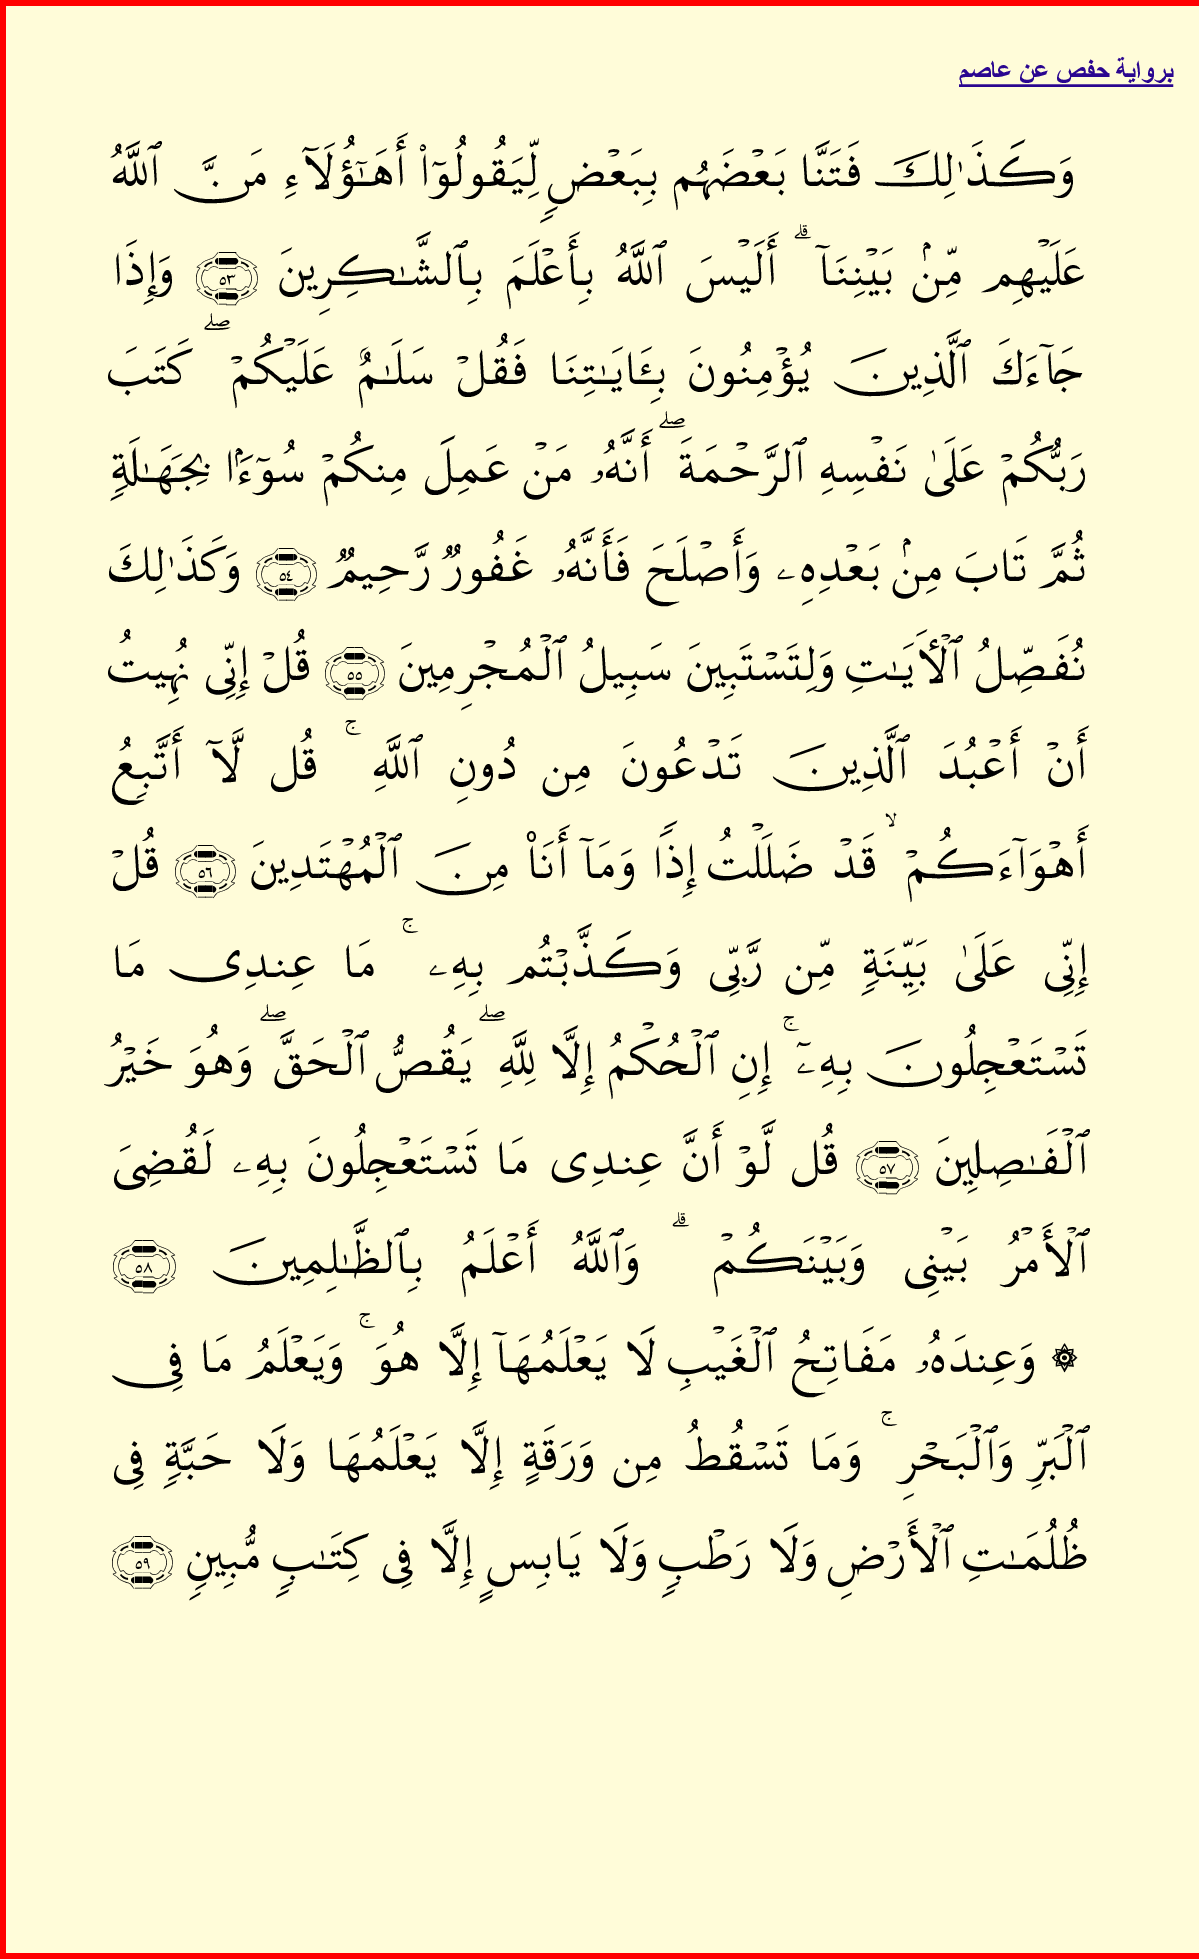 برواية حفص عن عاصم
وَكَذَٰلِكَ فَتَنَّا بَعْضَهُم بِبَعْضٍ لِّيَقُولُوٓا۟ أَهَـٰٓؤُلَآءِ مَنَّ ٱللَّهُ
عَلَيْهِم مِّنۢ بَيْنِنَآ ۗ أَلَيْسَ ٱللَّهُ بِأَعْلَمَ بِٱلشَّـٰكِرِينَ ٥٣ وَإِذَا
جَآءَكَ ٱلَّذِينَ يُؤْمِنُونَ بِـَٔايَـٰتِنَا فَقُلْ سَلَـٰمٌ عَلَيْكُمْ ۖ كَتَبَ
رَبُّكُمْ عَلَىٰ نَفْسِهِ ٱلرَّحْمَةَ ۖ أَنَّهُۥ مَنْ عَمِلَ مِنكُمْ سُوٓءًۢا بِجَهَـٰلَةٍ
ثُمَّ تَابَ مِنۢ بَعْدِهِۦ وَأَصْلَحَ فَأَنَّهُۥ غَفُورٌ رَّحِيمٌ ٥٤ وَكَذَٰلِكَ
نُفَصِّلُ ٱلْـَٔايَـٰتِ وَلِتَسْتَبِينَ سَبِيلُ ٱلْمُجْرِمِينَ ٥٥ قُلْ إِنِّى نُهِيتُ
أَنْ أَعْبُدَ ٱلَّذِينَ تَدْعُونَ مِن دُونِ ٱللَّهِ ۚ قُل لَّآ أَتَّبِعُ
أَهْوَآءَكُمْ ۙ قَدْ ضَلَلْتُ إِذًا وَمَآ أَنَا۠ مِنَ ٱلْمُهْتَدِينَ ٥٦ قُلْ
إِنِّى عَلَىٰ بَيِّنَةٍ مِّن رَّبِّى وَكَذَّبْتُم بِهِۦ ۚ مَا عِندِى مَا
تَسْتَعْجِلُونَ بِهِۦٓ ۚ إِنِ ٱلْحُكْمُ إِلَّا لِلَّهِ ۖ يَقُصُّ ٱلْحَقَّ ۖ وَهُوَ خَيْرُ
ٱلْفَـٰصِلِينَ ٥٧ قُل لَّوْ أَنَّ عِندِى مَا تَسْتَعْجِلُونَ بِهِۦ لَقُضِىَ
ٱلْأَمْرُ بَيْنِى وَبَيْنَكُمْ ۗ وَٱللَّهُ أَعْلَمُ بِٱلظَّـٰلِمِينَ ٥٨
۞ وَعِندَهُۥ مَفَاتِحُ ٱلْغَيْبِ لَا يَعْلَمُهَآ إِلَّا هُوَ ۚ وَيَعْلَمُ مَا فِى
ٱلْبَرِّ وَٱلْبَحْرِ ۚ وَمَا تَسْقُطُ مِن وَرَقَةٍ إِلَّا يَعْلَمُهَا وَلَا حَبَّةٍ فِى
ظُلُمَـٰتِ ٱلْأَرْضِ وَلَا رَطْبٍ وَلَا يَابِسٍ إِلَّا فِى كِتَـٰبٍ مُّبِينٍ ٥٩